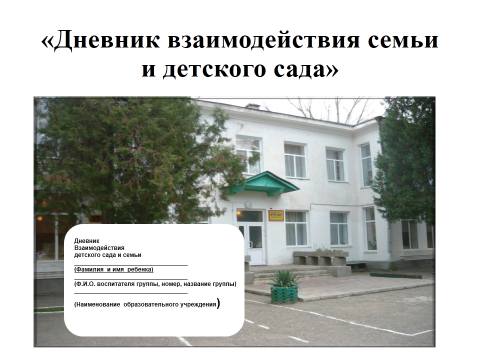 «Дневник взаимодействия семьи
и детского сада»
Дневник
Взаимодействия
детского сада и семьи
(Фамилия и имя ребенка)
(Ф.И.О. воспитателя группы, номер, название группы)
(Наименование образовательного учреждения)